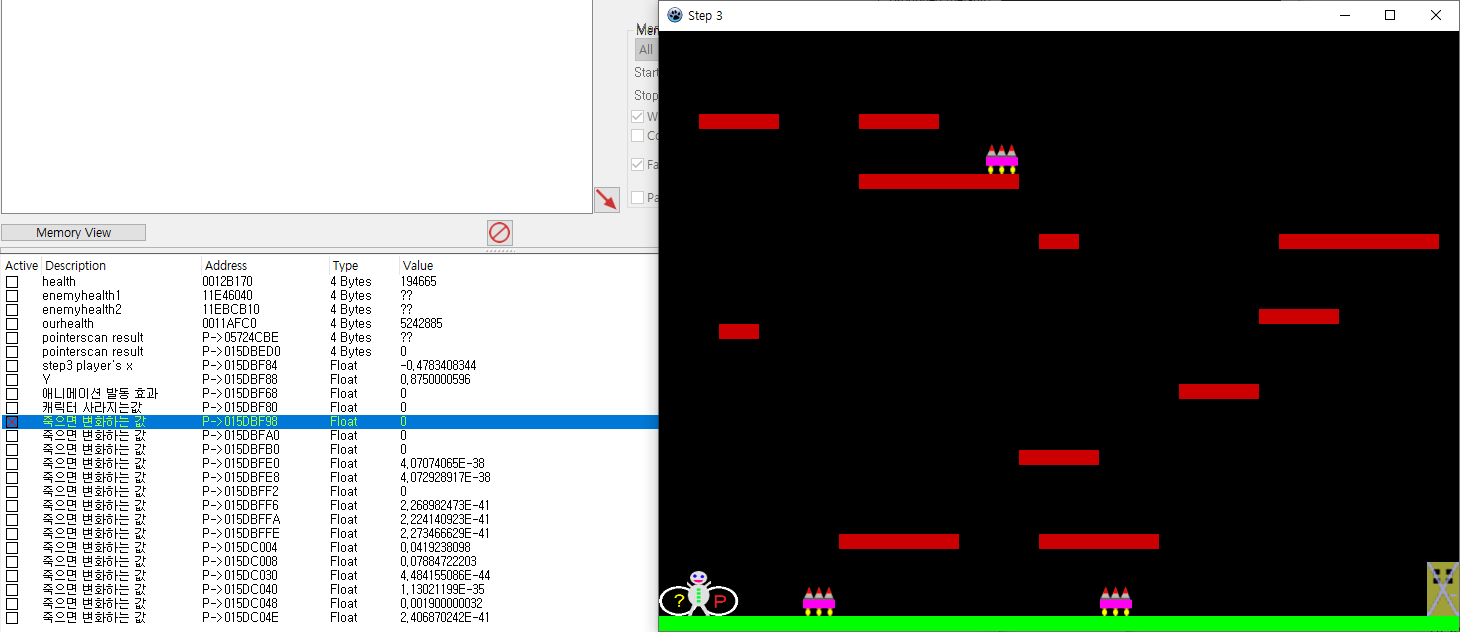 Step 3
Mem
All
Start
Stop
W
Co
Fa
Pa
Memory View
Active Description Address Type Value
health 0012B170 4 Bytes 194665
enemyhealth1 11E46040 4 Bytes ??
enemyhealth2 11EBCB10 4 Bytes ??
ourhealth 0011AFC0 4 Bytes 5242885
pointerscan result P->05724CBE 4 Bytes ??
pointerscan result P->015DBED0 4 Bytes 0
step3 player's x P->015DBF84 Float -0,4783408344
Y P->015DBF88 Float 0,8750000596
애니메이션 발동 효과 P->015DBF68 Float 0
캐릭터 사라지는값 P->015DBF80 Float 0
죽으면 변화하는 값 P->015DBF98 Float 0
죽으면 변화하는 값 P->015DBFA0 Float 0
죽으면 변화하는 값 P->015DBFB0 Float 0
죽으면 변화하는 값 P->015DBFE0 Float 4,07074065E-38
죽으면 변화하는 값 P->015DBFE8 Float 4,072928917E-38
죽으면 변화하는 값 P->015DBFF2 Float 0
죽으면 변화하는 값 P->015DBFF6 Float 2,268982473E-41
죽으면 변화하는 값 P->015DBFFA Float 2,224140923E-41
죽으면 변화하는 값 P->015DBFFE Float 2,273466629E-41
죽으면 변화하는 값 P->015DC004 Float 0,0419238098
죽으면 변화하는 값 P->015DC008 Float 0,07884722203
죽으면 변화하는 값 P->015DC030 Float 4,484155086E-44
죽으면 변화하는 값 P->015DC040 Float 1,13021199E-35
죽으면 변화하는 값 P->015DC048 Float 0,001900000032
죽으면 변화하는 값 P->015DC04E Float 2,406870242E-41
? P